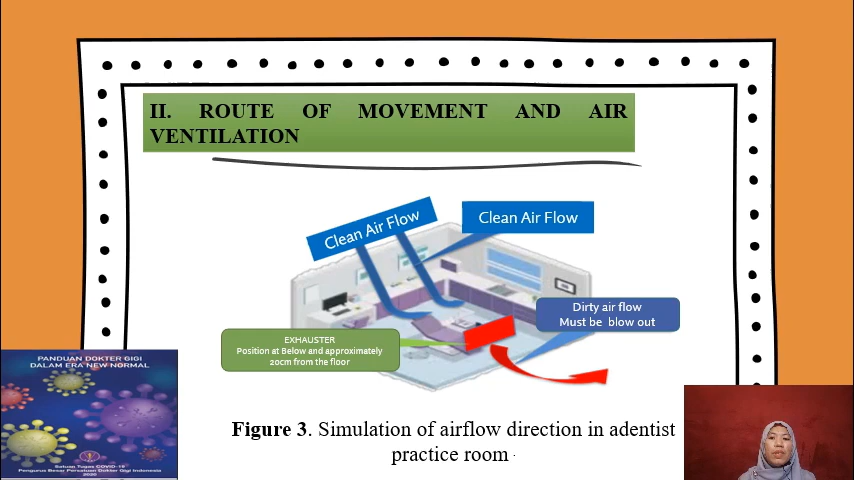 II. ROUTE OF MOVEMENT AND AIR
VENTILATION
Clean Air Flow
Clean Air Flow
Dirty air flow
Must be blow out
EXHAUSTER
Position at Below and approximately
20cm from the floor
PANDUAN DOKTER GIGI
DALAM ERA NEW NORMAL
Satuan Tugas COVID-19
Pengurus Besar Persatuan Dokter Gigi Indonesia
2020
Figure 3. Simulation of airflow direction in adentist
practice room .